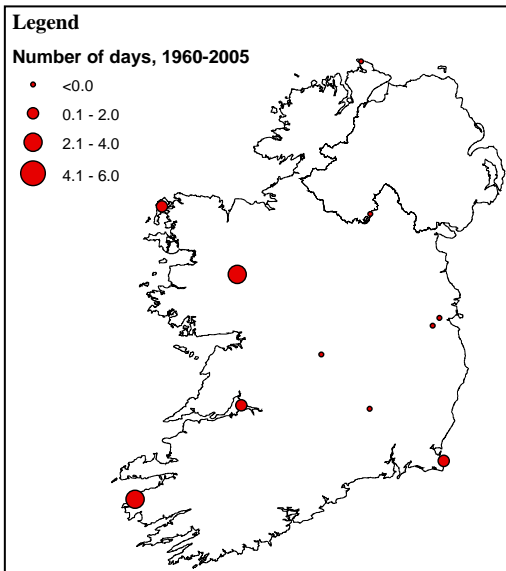 Legend
Number of days, 1960-2005
<0.0
0.1 - 2.0
2.1 - 4.0
4.1 - 6.0